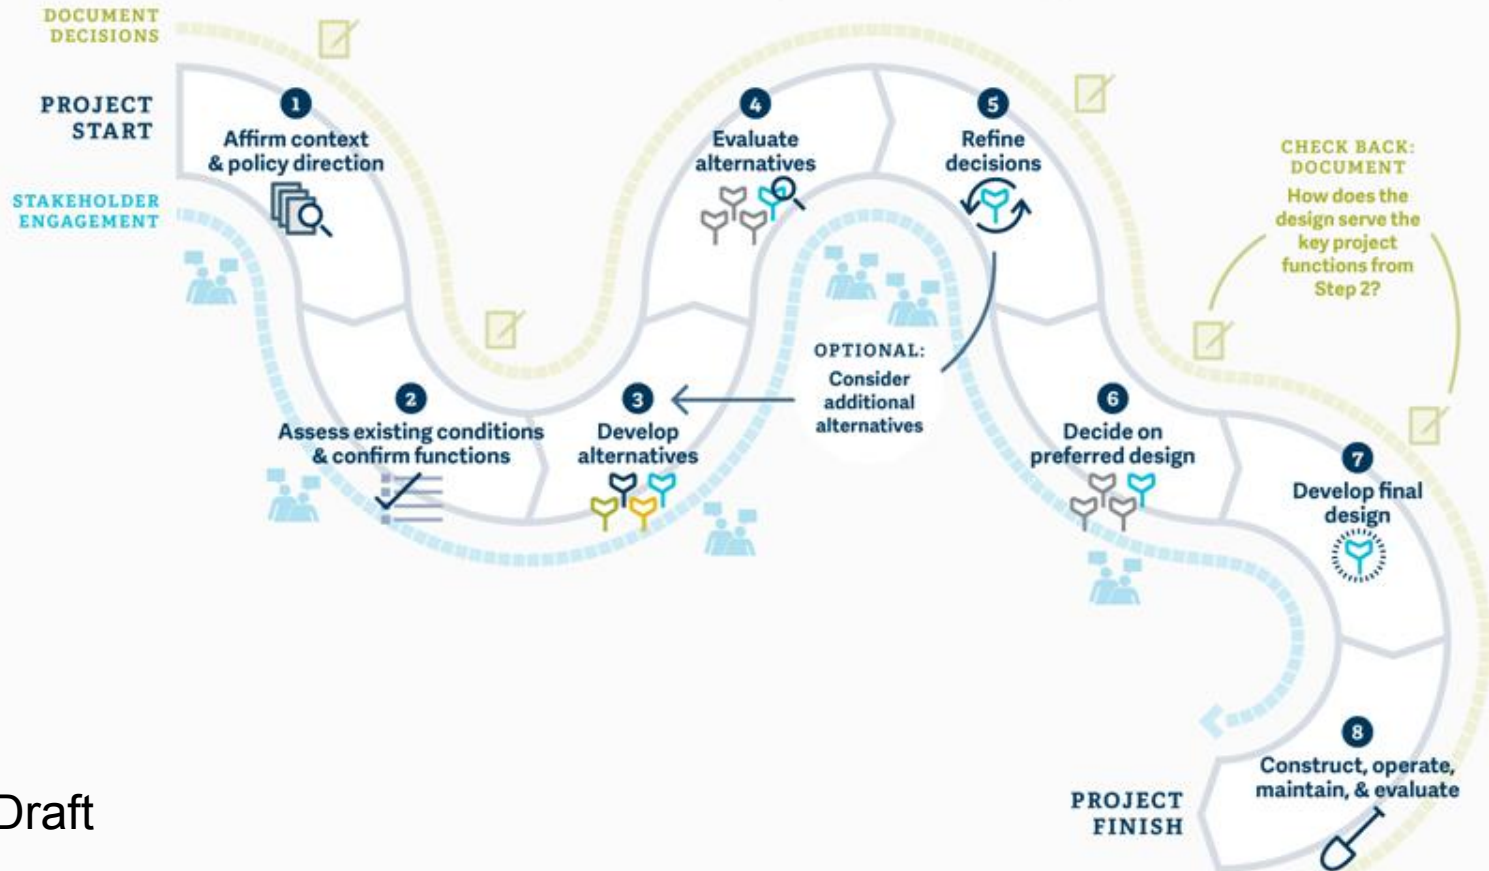 DOCUMENT
DECISIONS
PROJECT
START
STAKEHOLDER
ENGAGEMENT
1
Affirm context
& policy direction
2
Assess existing conditions
& confirm functions
3
Develop
alternatives
4
Evaluate
alternatives
5
Refine
decisions
OPTIONAL:
Consider
additional
alternatives
6
Decide on
preferred design
CHECK BACK:
DOCUMENT
How does the
design serve the
key project
functions from
Step 2?
7
Develop final
design
8
Construct, operate,
maintain, & evaluate
PROJECT
FINISH
Draft